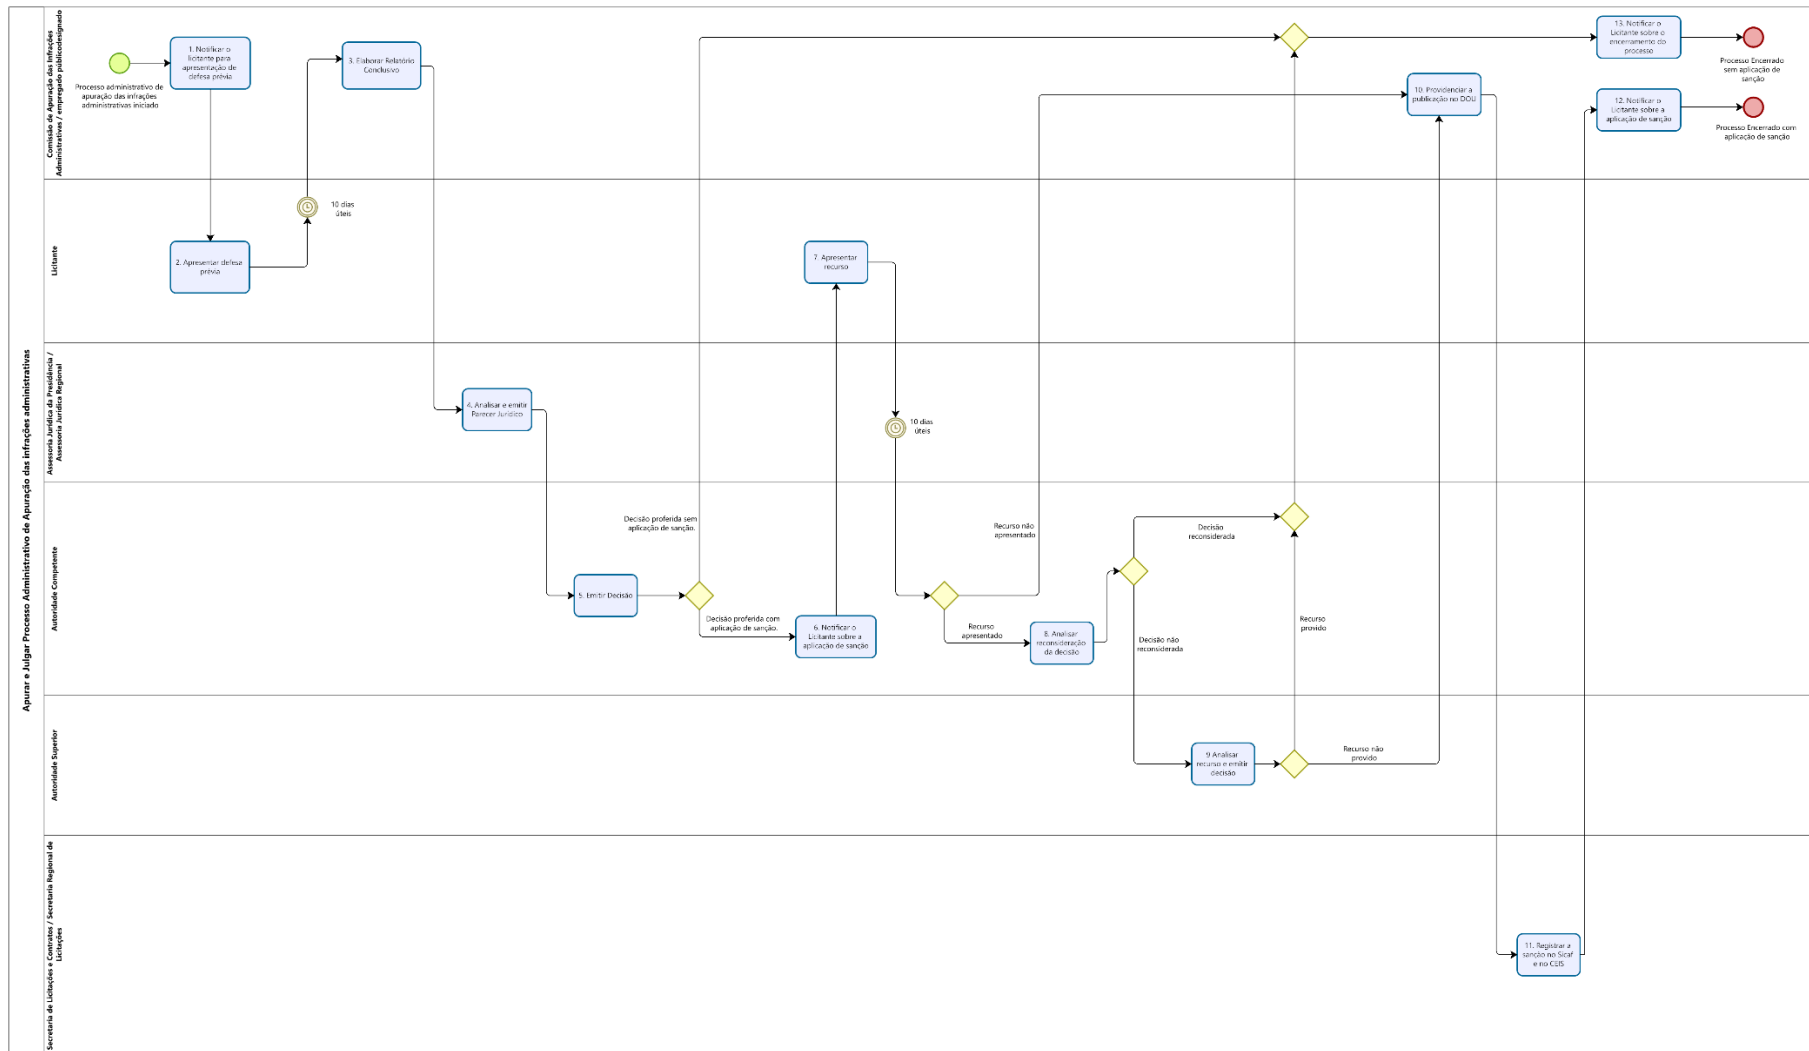 Apurar e Julgar Processo Administrativo de Apuração das infrações administrativas
Comissão de Apuração das Infrações
Administrativas / empregado públicodesignado
Processo administrativo de
apuração das infrações
administrativas iniciado
1. Notificar o
licitante para
apresentação de
defesa prévia
3. Elaborar Relatório
Conclusivo
10. Providenciar a
publicação no DOU
13. Notificar o
Licitante sobre o
encerramento do
processo
Processo Encerrado
sem aplicação de
sanção
12. Notificar o
Licitante sobre a
aplicação de sanção
Processo Encerrado com
aplicação de sanção
Licitante
2. Apresentar defesa
prévia
10 dias
úteis
7. Apresentar
recurso
Assessoria Jurídica da Presidência /
Assessoria Jurídica Regional
4. Analisar e emitir
Parecer Jurídico
10 dias
úteis
Autoridade Competente
5. Emitir Decisão
Decisão proferida sem
aplicação de sanção.
Decisão proferida com
aplicação de sanção.
6. Notificar o
Licitante sobre a
aplicação de sanção
Recurso não
apresentado
Recurso
apresentado
8. Analisar
reconsideração
da decisão
Decisão
reconsiderada
Decisão não
reconsiderada
Recurso
provido
Autoridade Superior
9 Analisar
recurso e emitir
decisão
Recurso não
provido
Secretaria de Licitações e Contratos / Secretaria Regional de
Licitações
11. Registrar a
sanção no Sicaf
e no CEIS